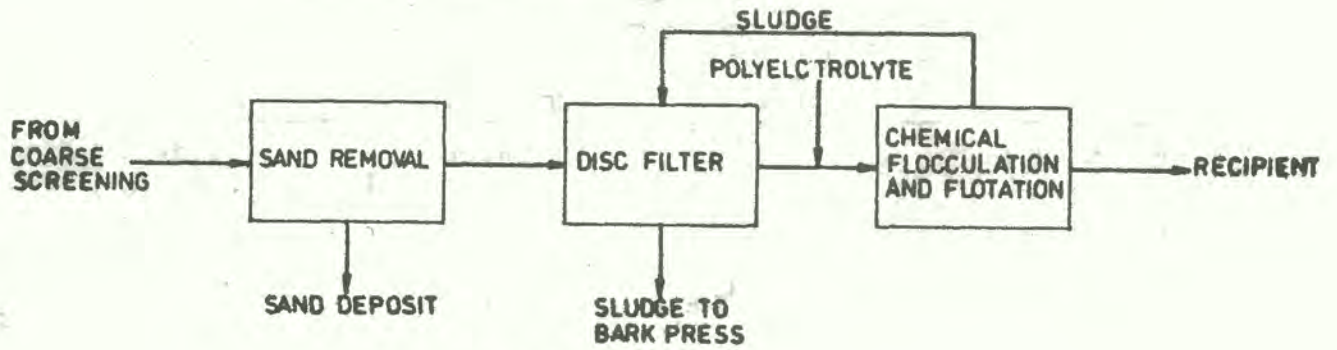 SLUDGE
POLYELCTROLYTE
FROM
COARSE
SCREENING
SAND REMOVAL
DISC FILTER
CHEMICAL
FLOCCULATION
AND FLOTATION
RECIPIENT
SAND DEPOSIT
SLUDGE TO
BARK PRESS